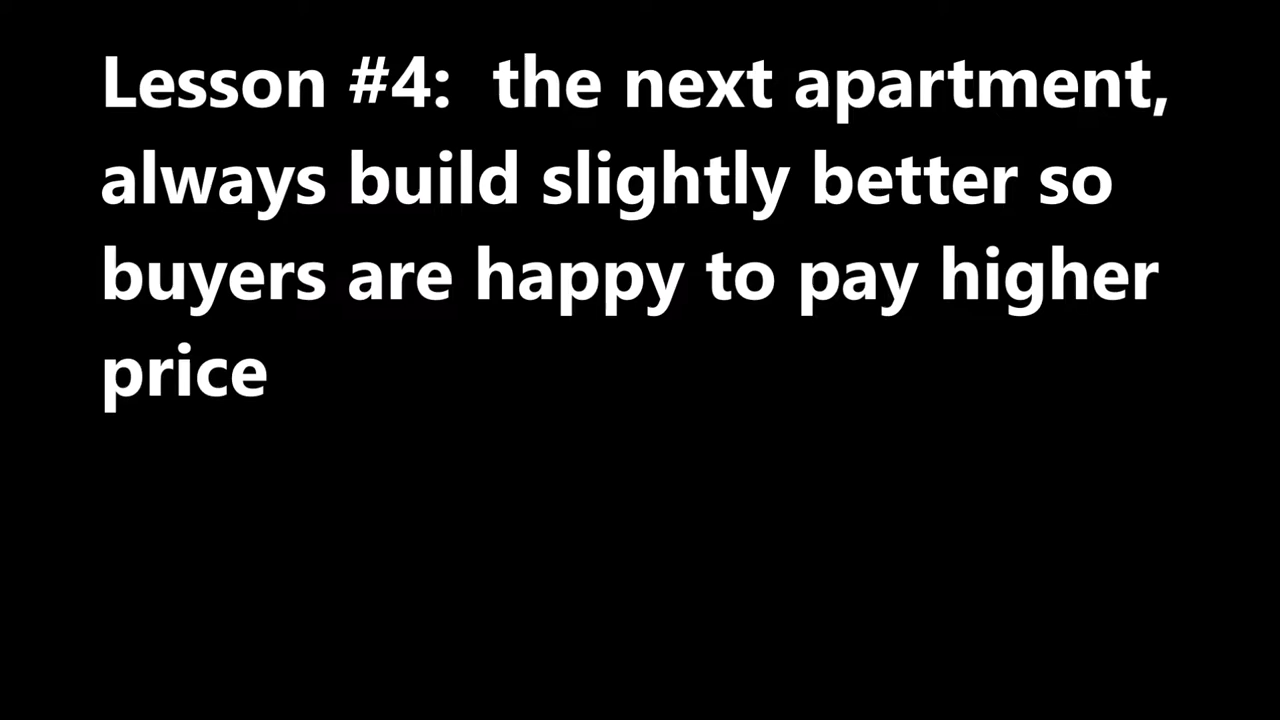 Lesson #4:  the next apartment,
always build slightly better so
buyers are happy to pay higher
price